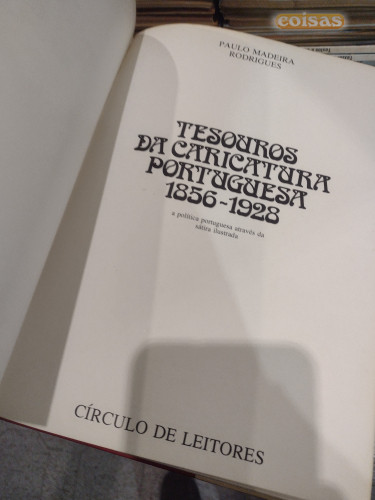 coisas
PAULO MADEIRA
RODRIGUES
TESOUROS
DA CARICATURA
PORTUGUESA
1856-1928
a política portuguesa através da
sátira ilustrada
CÍRCULO DE LEITORES